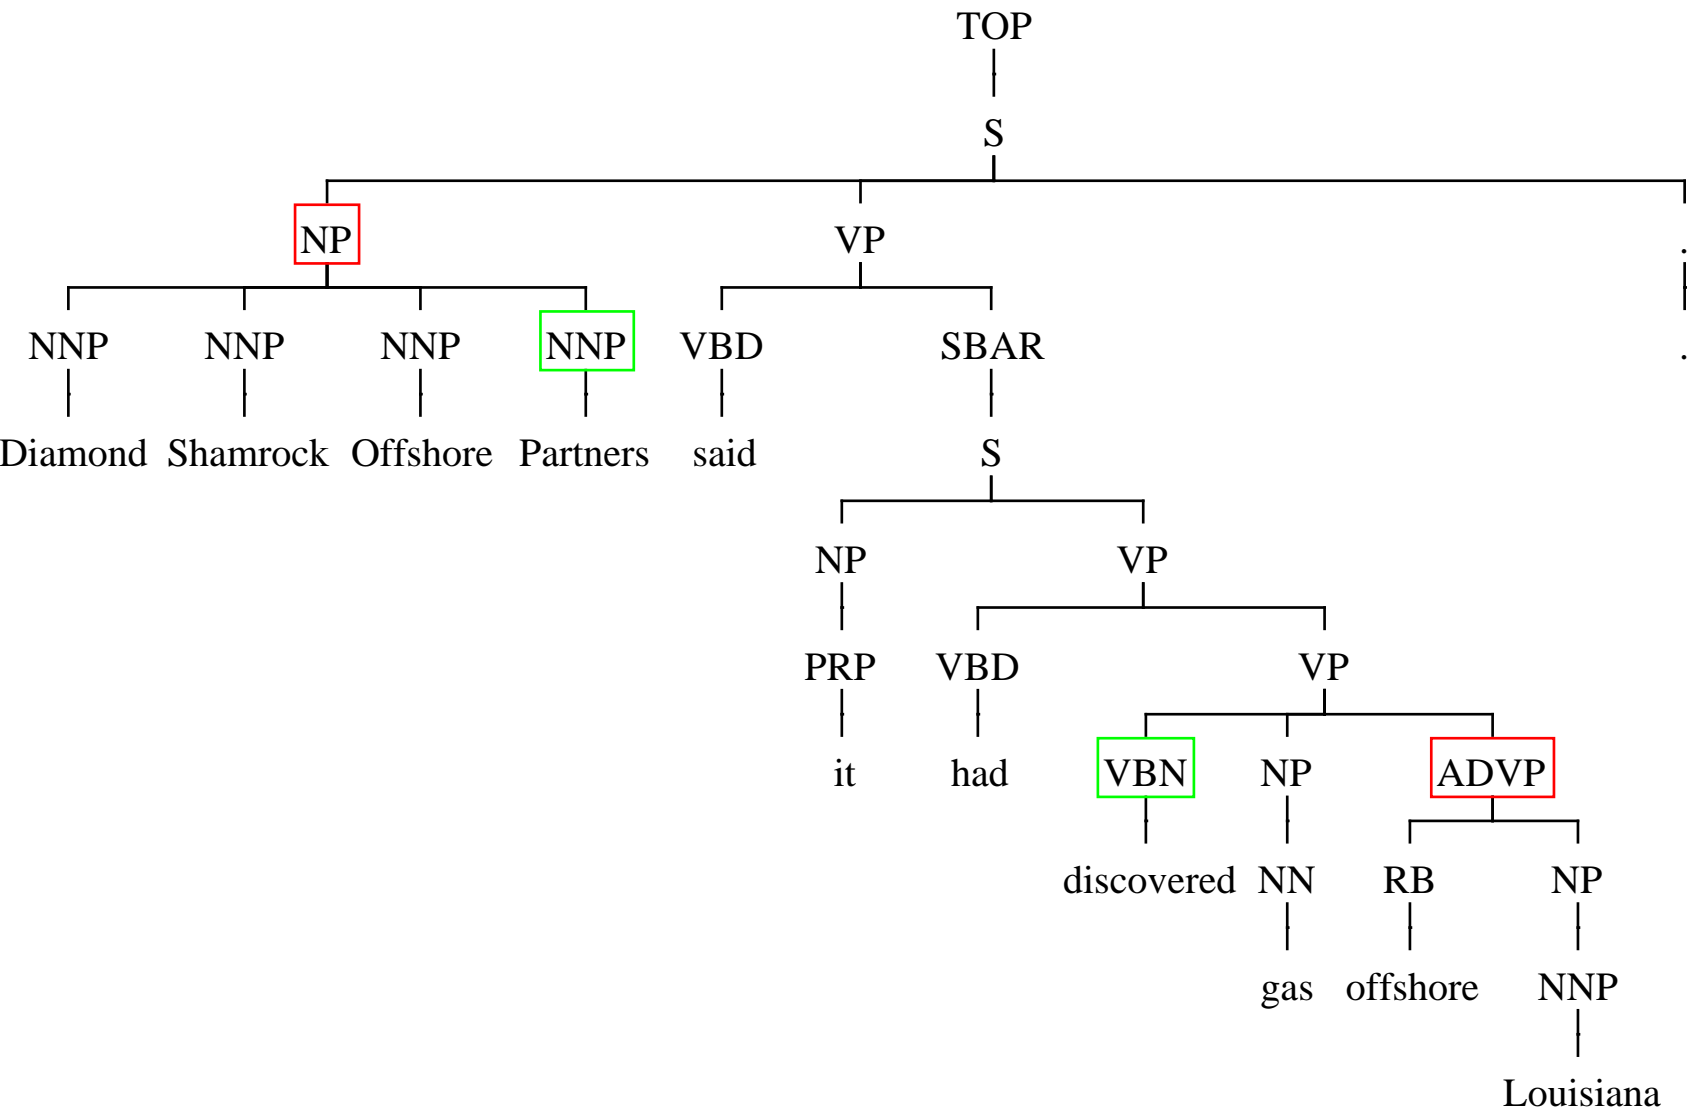 TOP
S
NP VP .
NNP NNP NNP NNP VBD SBAR .
Diamond Shamrock Offshore Partners said S
NP VP
PRP VBD VP
it had VBN NP ADVP
discovered NN RB NP
gas offshore NNP
Louisiana